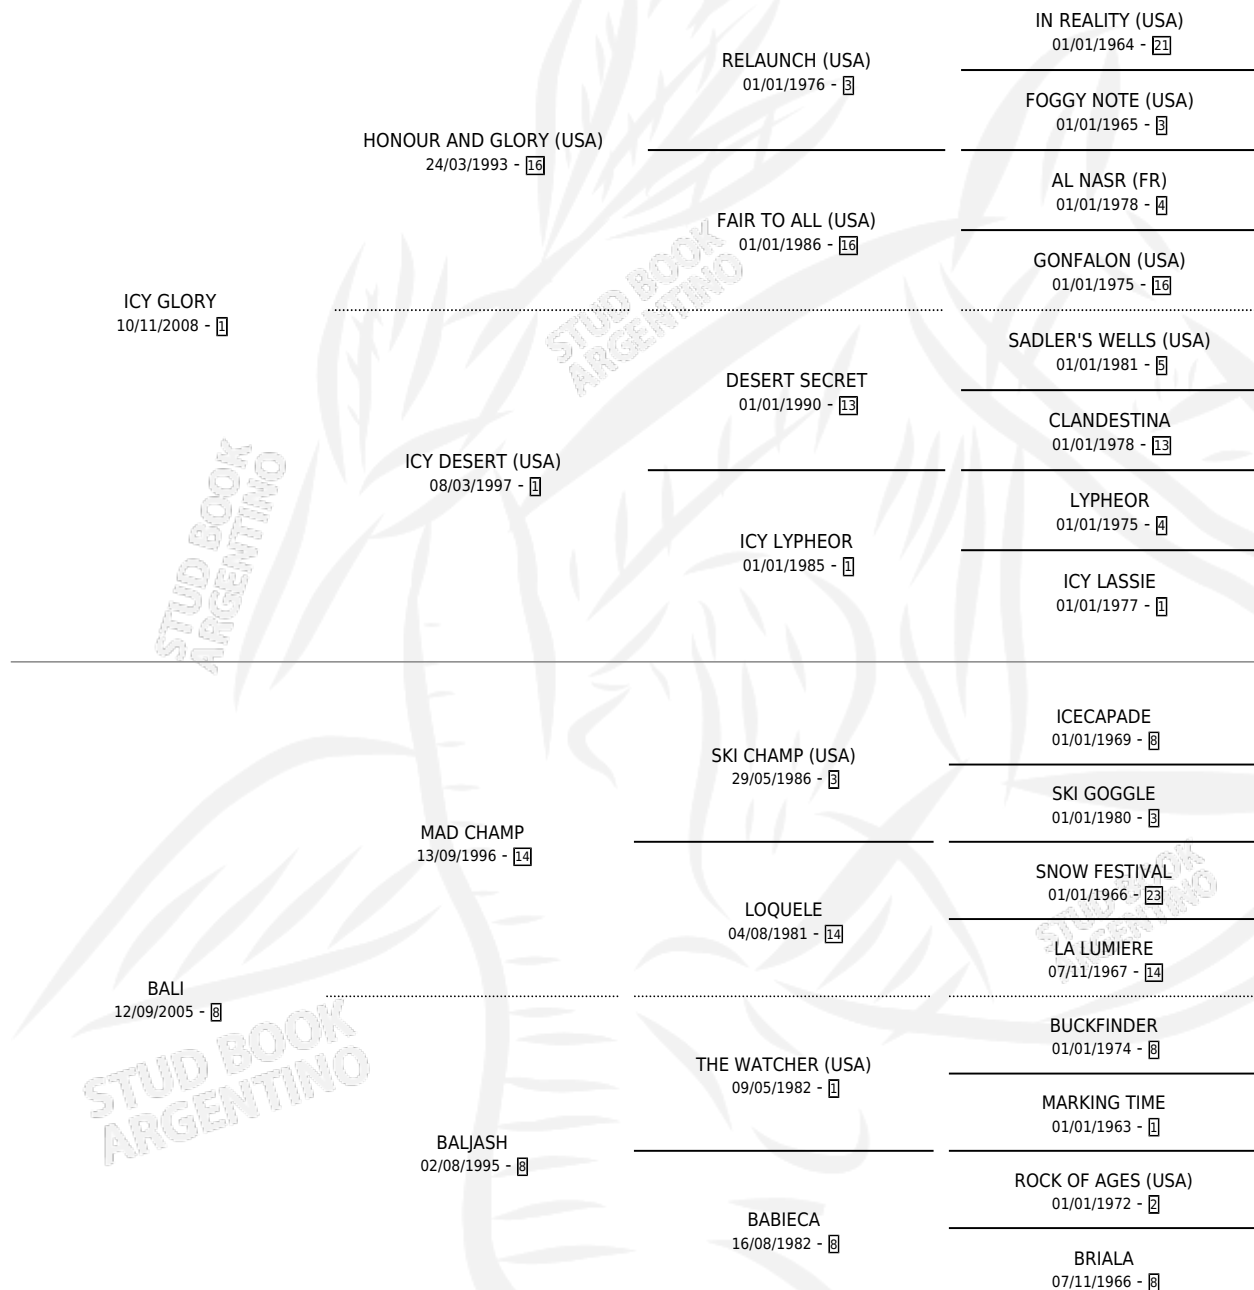 IN REALITY (USA)
01/01/1964 - 21
RELAUNCH (USA)
01/01/1976 - 3
FOGGY NOTE (USA)
01/01/1965 - 3
HONOUR AND GLORY (USA)
24/03/1993 - 16
AL NASR (FR)
01/01/1978 - 4
FAIR TO ALL (USA)
01/01/1986 - 16
GONFALON (USA)
01/01/1975 - 16
ICY GLORY
10/11/2008 - 1
STUD BOOK
ARGENTINO
SADLER'S WELLS (USA)
01/01/1981 - 5
DESERT SECRET
01/01/1990 - 13
CLANDESTINA
01/01/1978 - 13
ICY DESERT (USA)
08/03/1997 - 1
LYPHEOR
01/01/1975 - 4
ICY LYPHEOR
01/01/1985 - 1
ICY LASSIE
01/01/1977 - 1
STUD BOOK
ARGENTINO
ICECAPADE
01/01/1969 - 8
SKI CHAMP (USA)
29/05/1986 - 3
SKI GOGGLE
01/01/1980 - 3
MAD CHAMP
13/09/1996 - 14
SNOW FESTIVAL
01/01/1966 - 23
LOQUELE
04/08/1981 - 14
STUD BOOK
ARGENTINO
LA LUMIERE
07/11/1967 - 14
BALI
12/09/2005 - 8
BUCKFINDER
01/01/1974 - 8
THE WATCHER (USA)
09/05/1982 - 1
STUD BOOK
ARGENTINO
MARKING TIME
01/01/1963 - 1
BALJASH
02/08/1995 - 8
ROCK OF AGES (USA)
01/01/1972 - 2
BABIECA
16/08/1982 - 8
BRIALA
07/11/1966 - 8